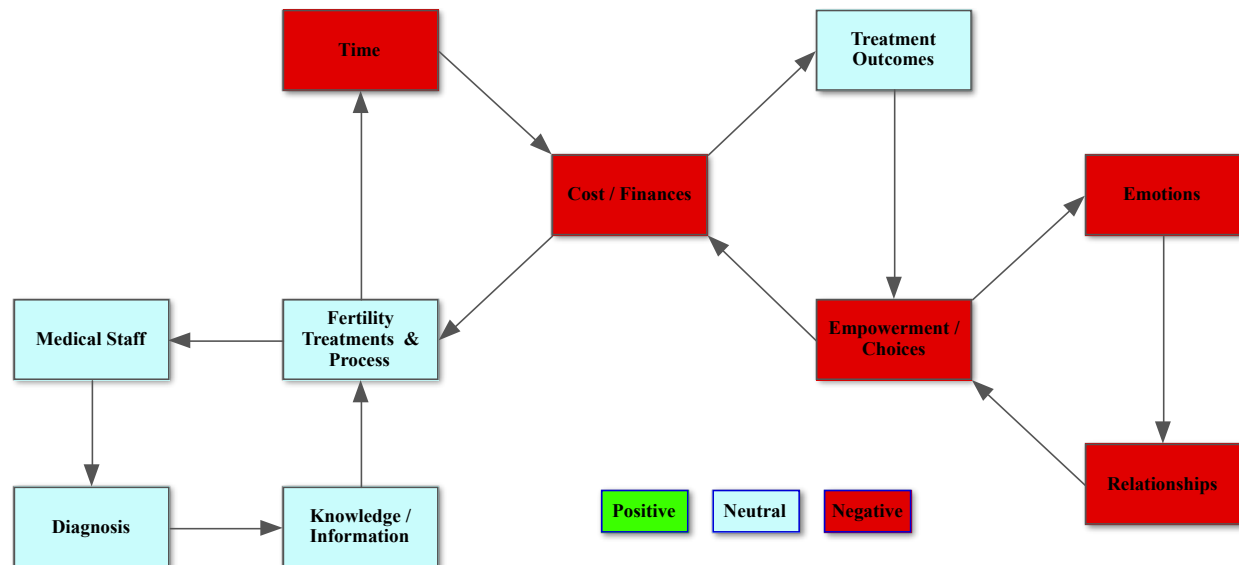 Time
Treatment
Outcomes
Cost / Finances
Emotions
Medical Staff
Fertility
Treatments & 
Process
Empowerment /
Choices
Relationships
Diagnosis
Knowledge /
Information
Positive
Neutral
Negative